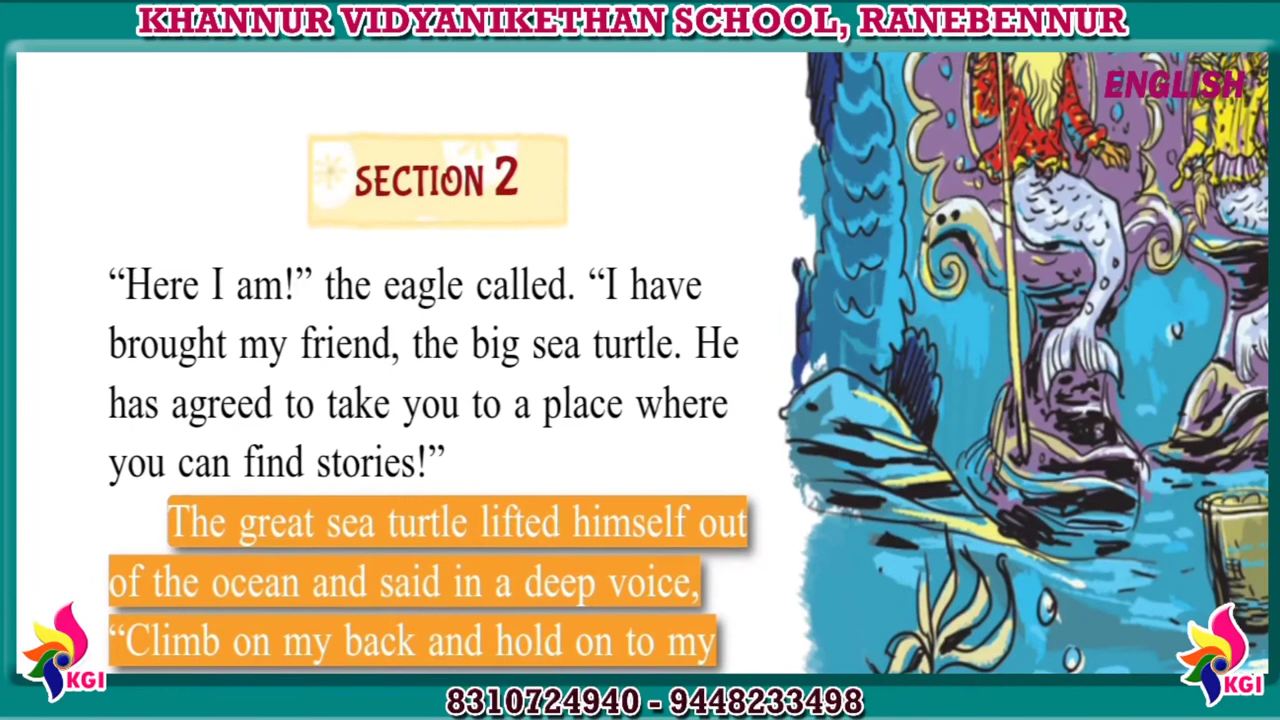 KHANNUR VIDYANIKETHAN SCHOOL, RANEBENNUR
ENGLISH
SECTION 2
“Here I am!” the eagle called. “I have
brought my friend, the big sea turtle. He
has agreed to take you to a place where
you can find stories!”
The great sea turtle lifted himself out
of the ocean and said in a deep voice,
“Climb on my back and hold on to my
KGI
KGI
8310724940 - 9448233498